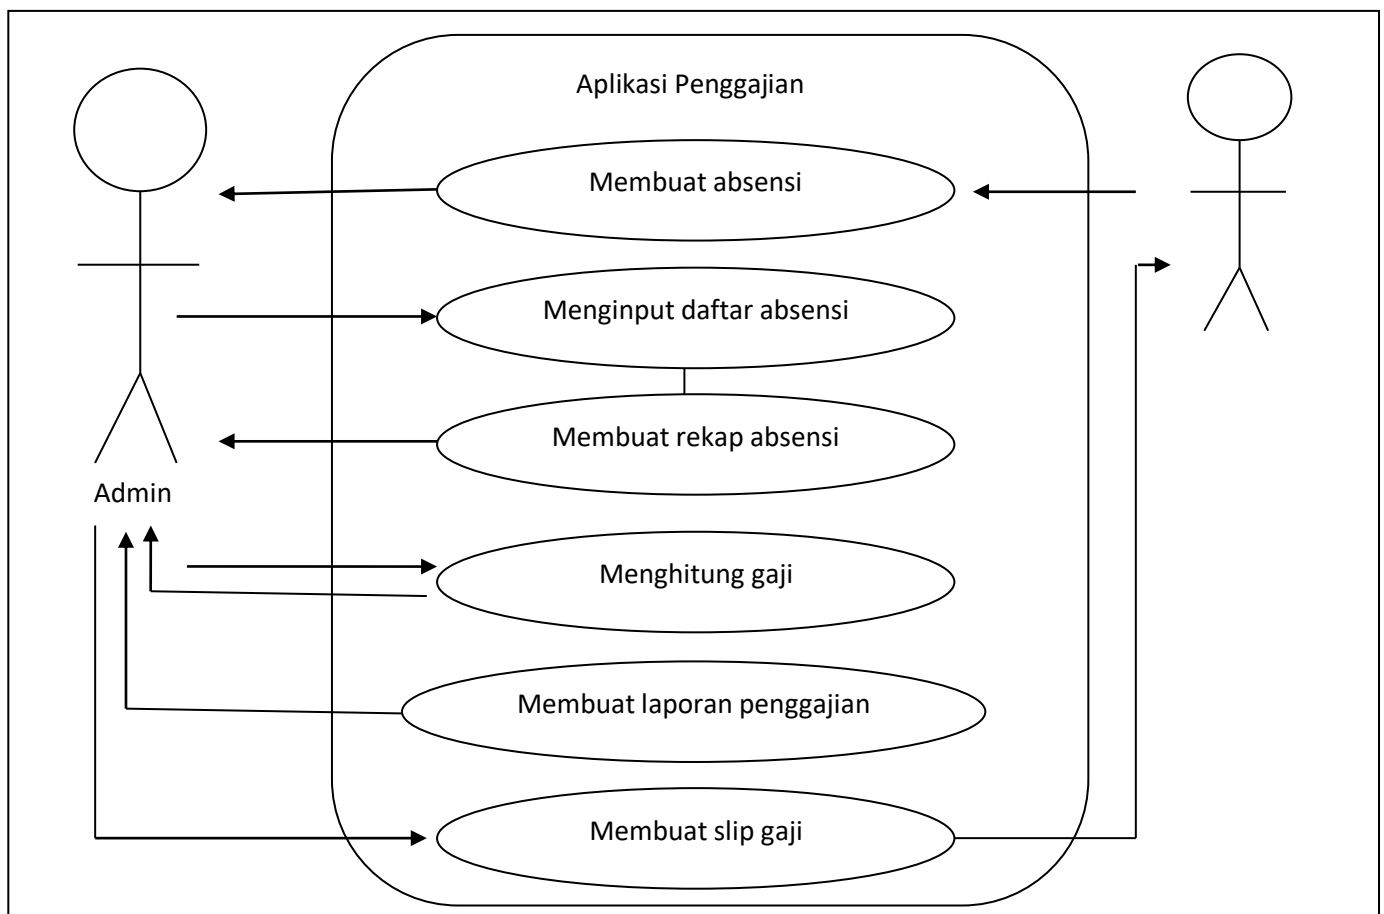 Aplikasi Penggajian
Membuat absensi
Menginput daftar absensi
Membuat rekap absensi
Admin
Menghitung gaji
Membuat laporan penggajian
Membuat slip gaji